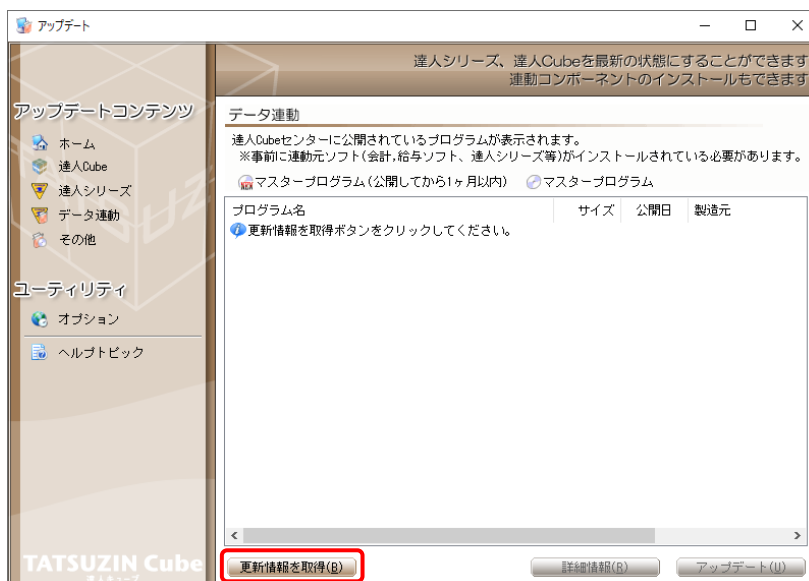 アップデート
達人シリーズ、達人Cubeを最新の状態にすることができます
連動コンポーネントのインストールもできます
アップデートコンテンツ
ホーム
達人Cube
達人シリーズ
データ連動
その他
ユーティリティ
オプション
ヘルプトピック
TATSUZIN Cube
達人キューブ
データ連動
達人Cubeセンターに公開されているプログラムが表示されます。
※事前に連動元ソフト(会計,給与ソフト、達人シリーズ等)がインストールされている必要があります。
マスタープログラム(公開してから1ヶ月以内) マスタープログラム
プログラム名 サイズ 公開日 製造元
更新情報を取得ボタンをクリックしてください。
更新情報を取得(B) 詳細情報(R) アップデート(U)